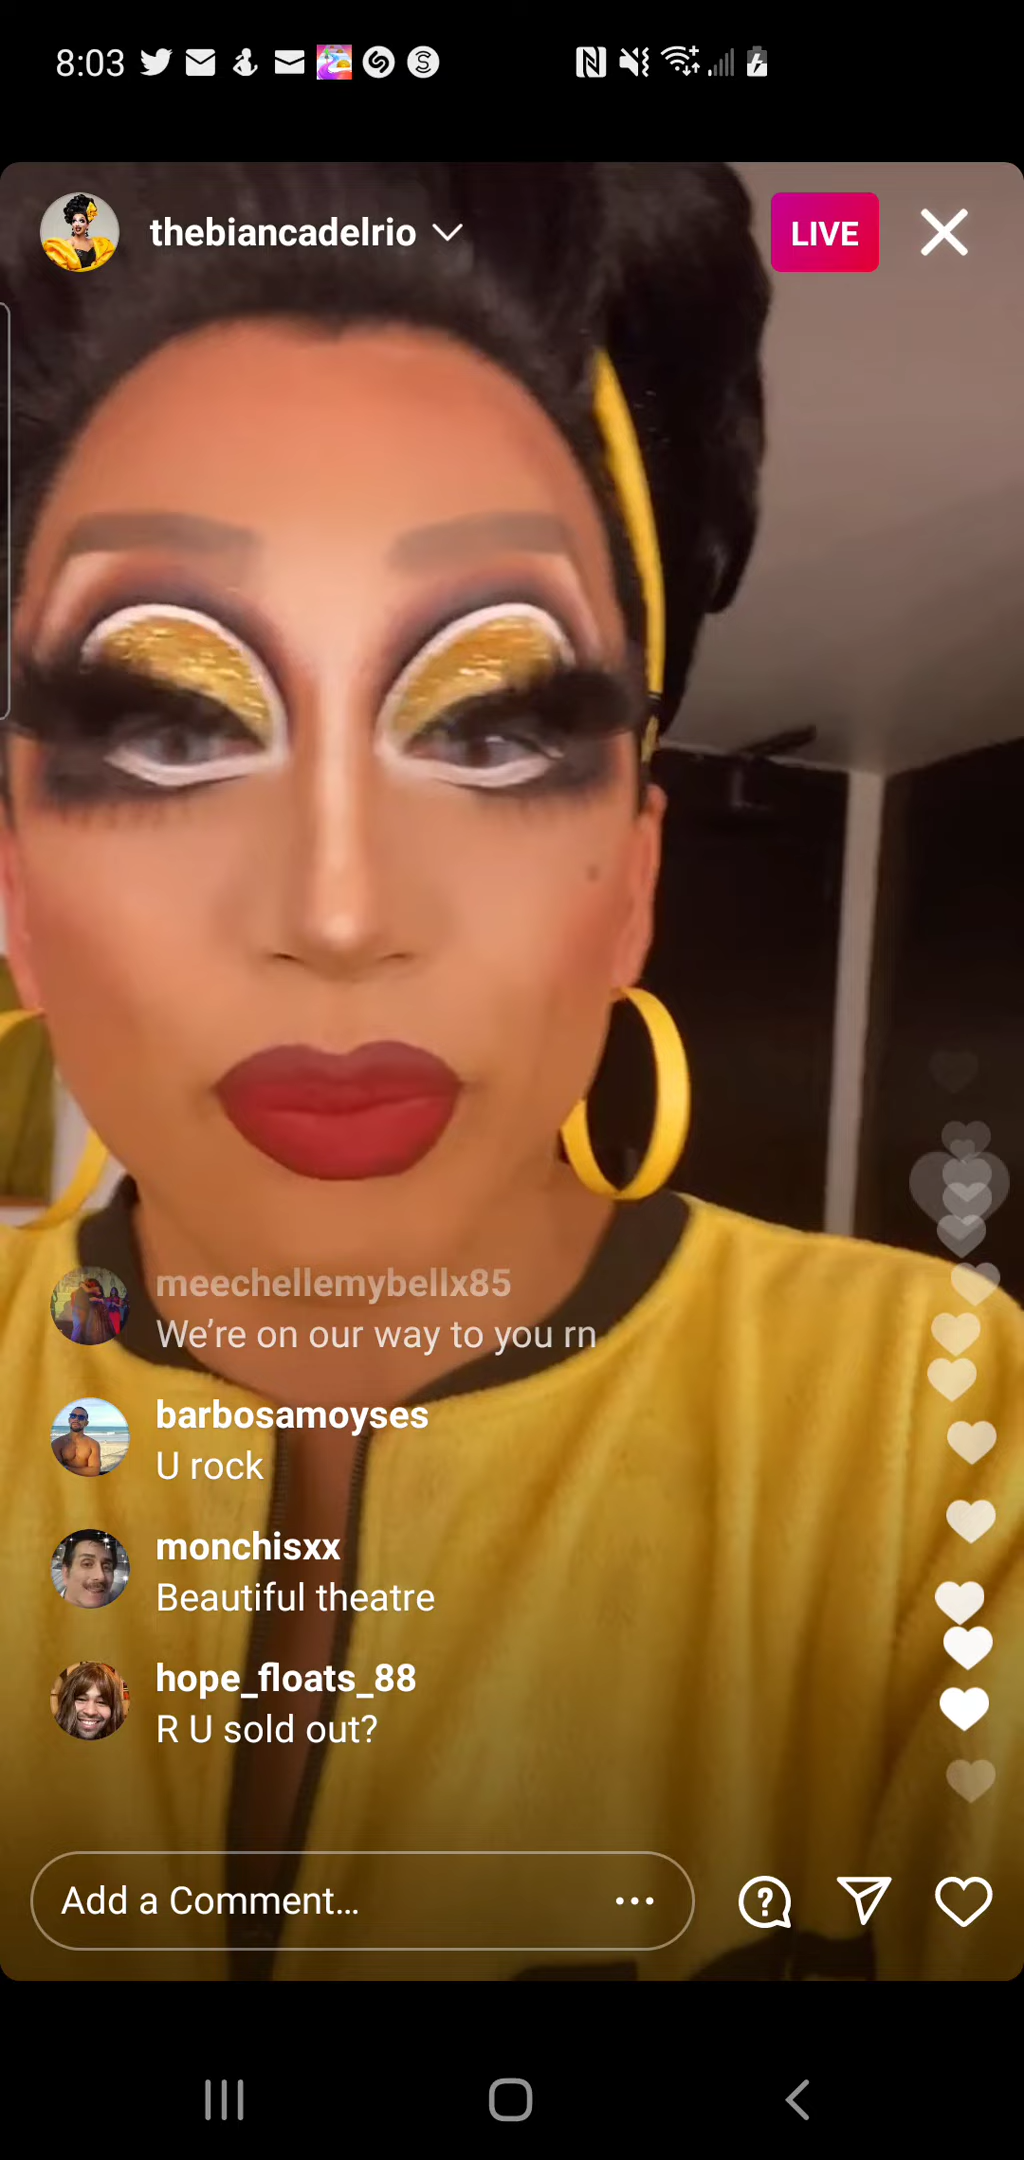 8:03
thebiancadelrio
LIVE
meechellemybellx85
We’re on our way to you rn
barbosamoyses
U rock
monchisxx
Beautiful theatre
hope_floats_88
R U sold out?
Add a Comment...